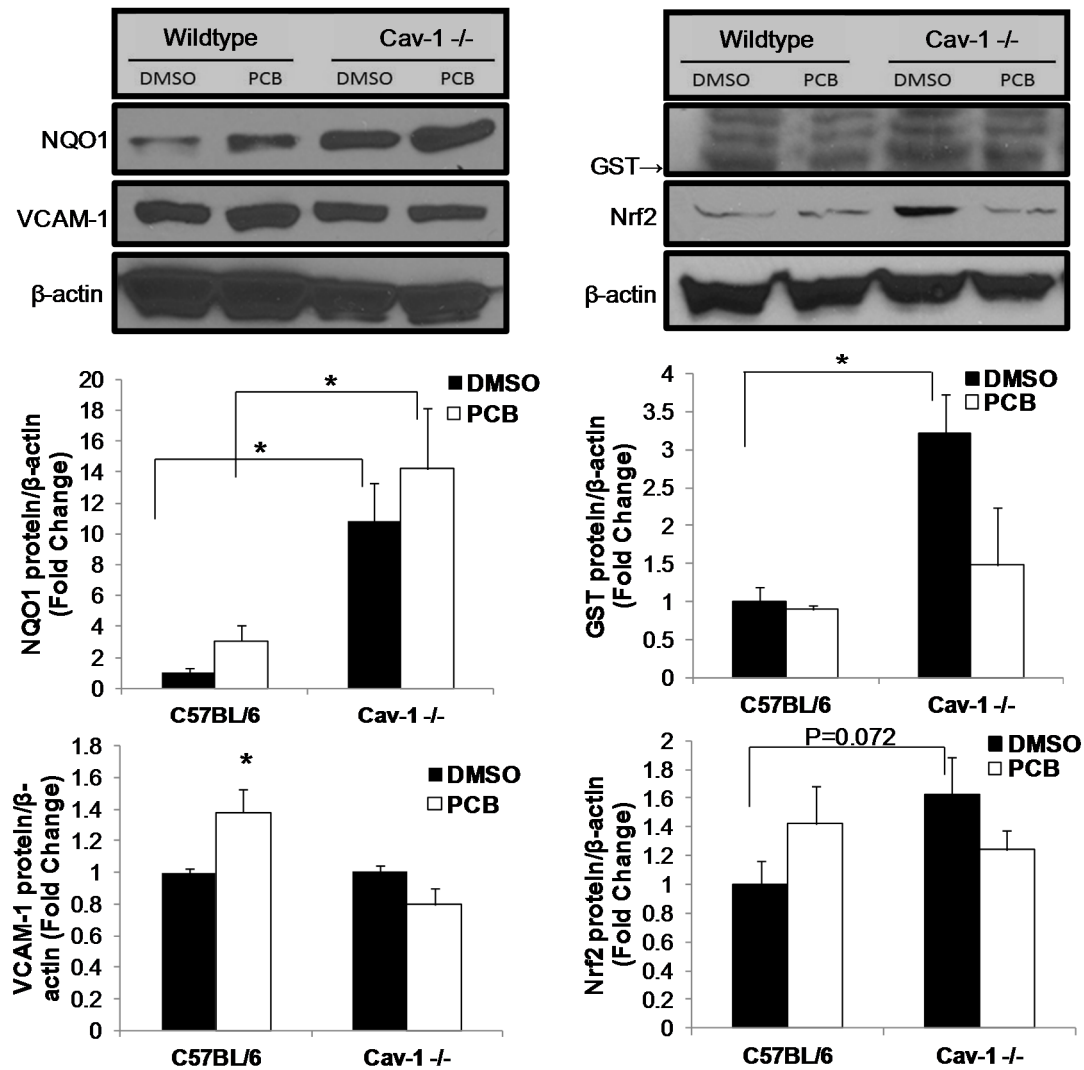 Wildtype Cav-1 -/-
DMSO PCB DMSO PCB
NQO1
VCAM-1
β-actin
Wildtype Cav-1 -/-
DMSO PCB DMSO PCB
GST→
Nrf2
β-actin
NQO1 protein/β-actin
(Fold Change)
20
18
16
14
12
10
8
6
4
2
0
*
*
DMSO
PCB
C57BL/6 Cav-1 -/-
GST protein/β-actin
(Fold Change)
4
3.5
3
2.5
2
1.5
1
0.5
0
*
DMSO
PCB
C57BL/6 Cav-1 -/-
VCAM-1 protein/β-
actin (Fold Change)
1.8
1.6
1.4
1.2
1
0.8
0.6
0.4
0.2
0
*
DMSO
PCB
C57BL/6 Cav-1 -/-
Nrf2 protein/β-actin
(Fold Change)
2
1.8
1.6
1.4
1.2
1
0.8
0.6
0.4
0.2
0
P=0.072
DMSO
PCB
C57BL/6 Cav-1 -/-